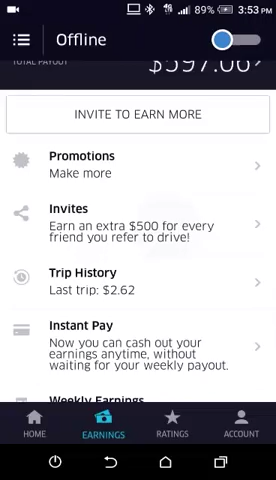 89% 3:53 PM
Offline
TOTAL PAYOUT
$597.06
INVITE TO EARN MORE
Promotions
Make more
Invites
Earn an extra $500 for every
friend you refer to drive!
Trip History
Last trip: $2.62
Instant Pay
Now you can cash out your
earnings anytime, without
waiting for your weekly payout.
Weekly Earnings
HOME
EARNINGS
RATINGS
ACCOUNT